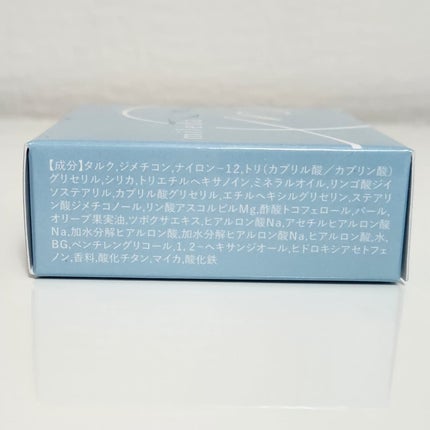 【成分】タルク,ジメチコン,ナイロン-12,トリ(カプリル酸/カプリン酸)
グリセリル,シリカ,トリエチルヘキサノイン,ミネラルオイル,リンゴ酸ジイ
ソステアリル,カプリル酸グリセリル,エチルヘキシルグリセリン,ステアリ
ン酸ジメチコノール,リン酸アスコルビルMg,酢酸トコフェロール,パール,
オリーブ果実油,ツボクサエキス,ヒアルロン酸Na,アセチルヒアルロン酸
Na,加水分解ヒアルロン酸,加水分解ヒアルロン酸Na,ヒアルロン酸,水,
BG,ペンチレングリコール,1,2-ヘキサンジオール,ヒドロキシアセトフェ
ノン,香料,酸化チタン,マイカ,酸化鉄